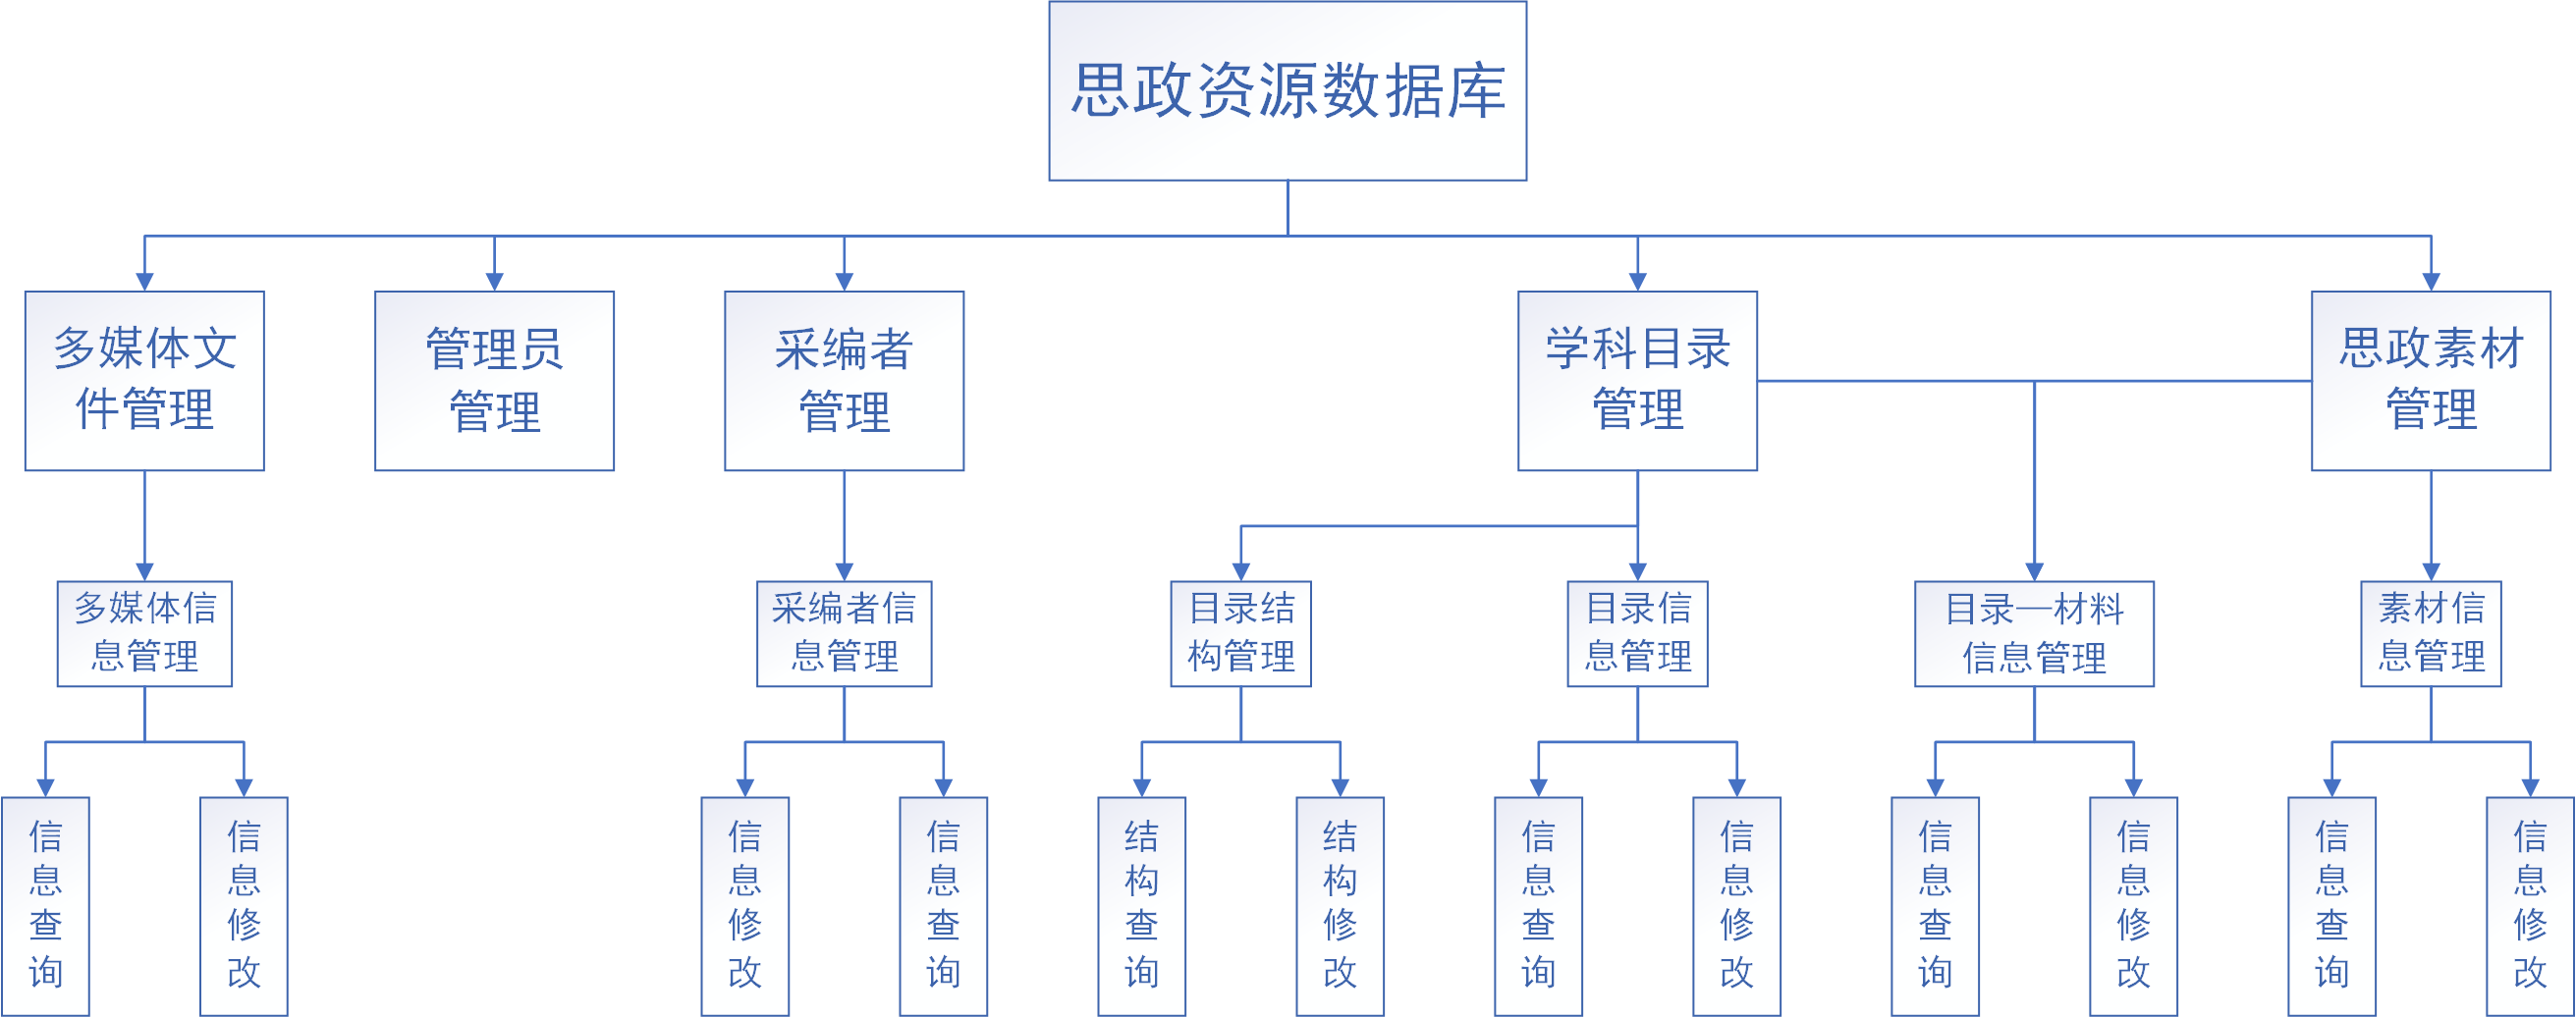 思政资源数据库
多媒体文
件管理
管理员
管理
采编者
管理
学科目录
管理
思政素材
管理
多媒体信
息管理
采编者信
息管理
目录结
构管理
目录信
息管理
目录—材料
信息管理
素材信
息管理
信息查询
信息修改
信息修改
信息查询
结构查询
结构修改
信息查询
信息修改
信息查询
信息修改
信息查询
信息修改